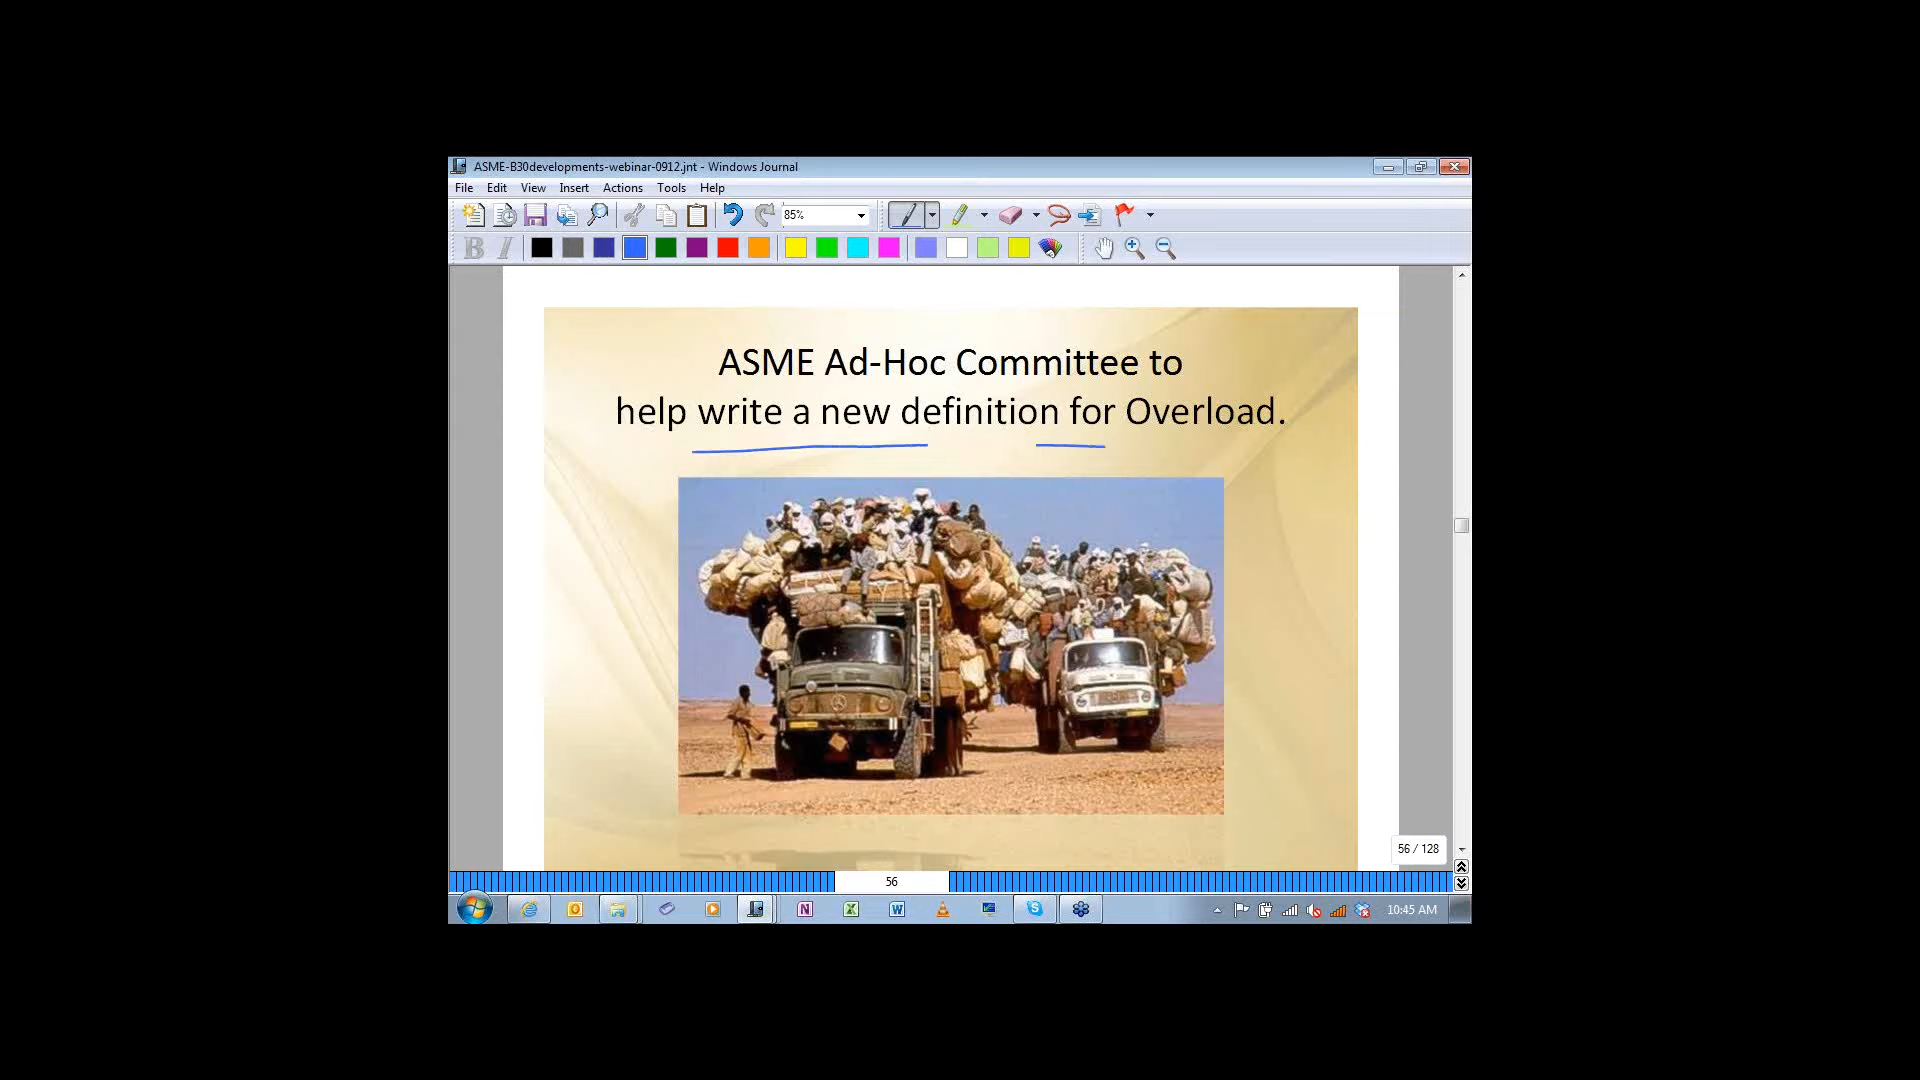 ASME-B30developments-webinar-0912.jnt - Windows Journal
File Edit View Insert Actions Tools Help
85%
B I
ASME Ad-Hoc Committee to
help write a new definition for Overload.
56 / 128
56
10:45 AM